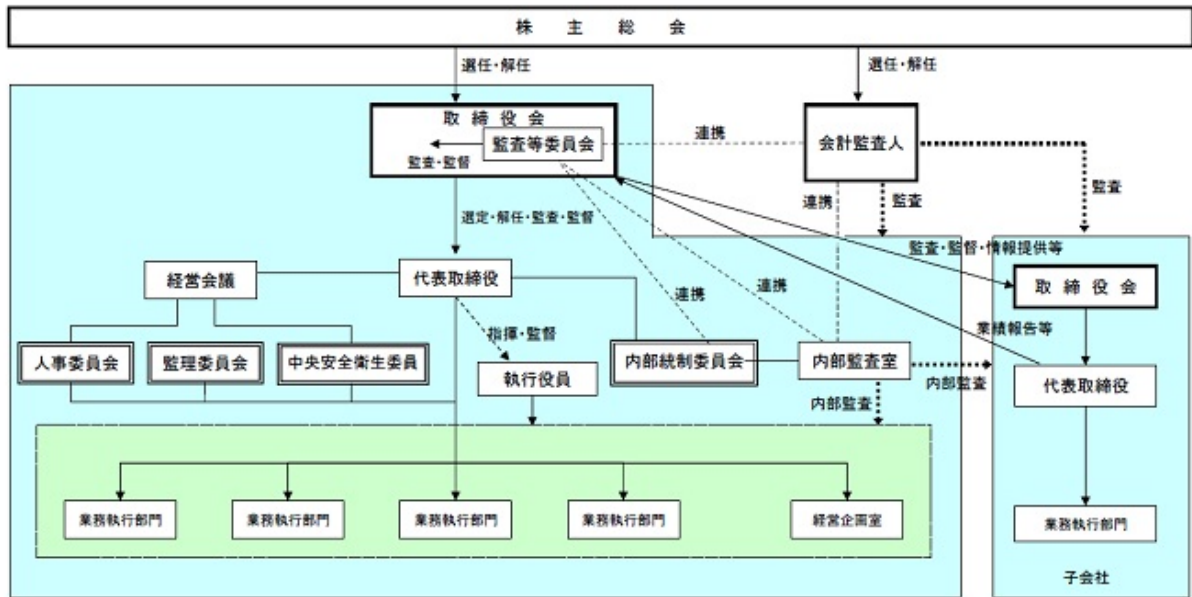 株主総会
選任・解任
選任・解任
取締役会
監査等委員会
監査・監督
連携
会計監査人
監査
監査
連携
選定・解任・監査・監督
監査・監督・情報提供等
経営会議
代表取締役
連携
連携
取締役会
指揮・監督
業績報告等
人事委員会
監理委員会
中央安全衛生委員
執行役員
内部統制委員会
内部監査室
内部監査
代表取締役
内部監査
業務執行部門
業務執行部門
業務執行部門
業務執行部門
経営企画室
業務執行部門
子会社